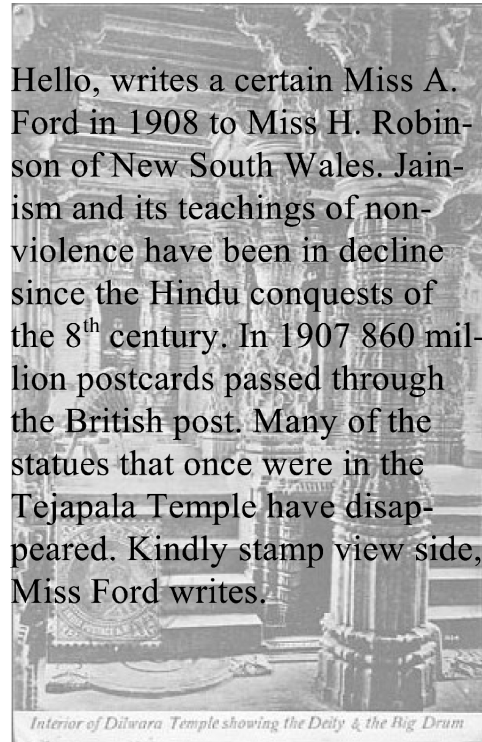 Hello, writes a certain Miss A.
Ford in 1908 to Miss H. Robin-
son of New South Wales. Jain-
ism and its teachings of non-
violence have been in decline
since the Hindu conquests of
the 8th century. In 1907 860 mil-
lion postcards passed through
the British post. Many of the
statues that once were in the
Tejapala Temple have disap-
peared. Kindly stamp view side,
Miss Ford writes.
Interior of Dilwara Temple showing the Deity & the Big Drum